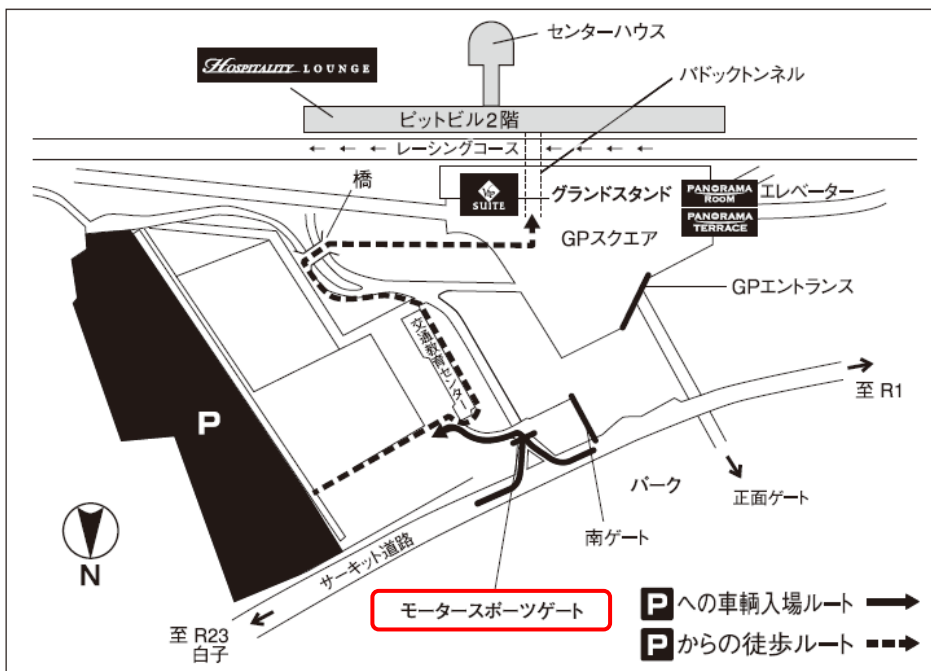 センターハウス
HOSPITALITY LOUNGE
パドックトンネル
ピットビル2階
← ← ← レーシングコース ← ← ← ← ←
橋
VIP
SUITE
グランドスタンド
PANORAMA
ROOM
エレベーター
PANORAMA
TERRACE
GPスクエア
GPエントランス
交通教育センター
至 R1
P
パーク
正面ゲート
南ゲート
サーキット道路
N
モータースポーツゲート
至 R23
白子
Pへの車輌入場ルート
Pからの徒歩ルート